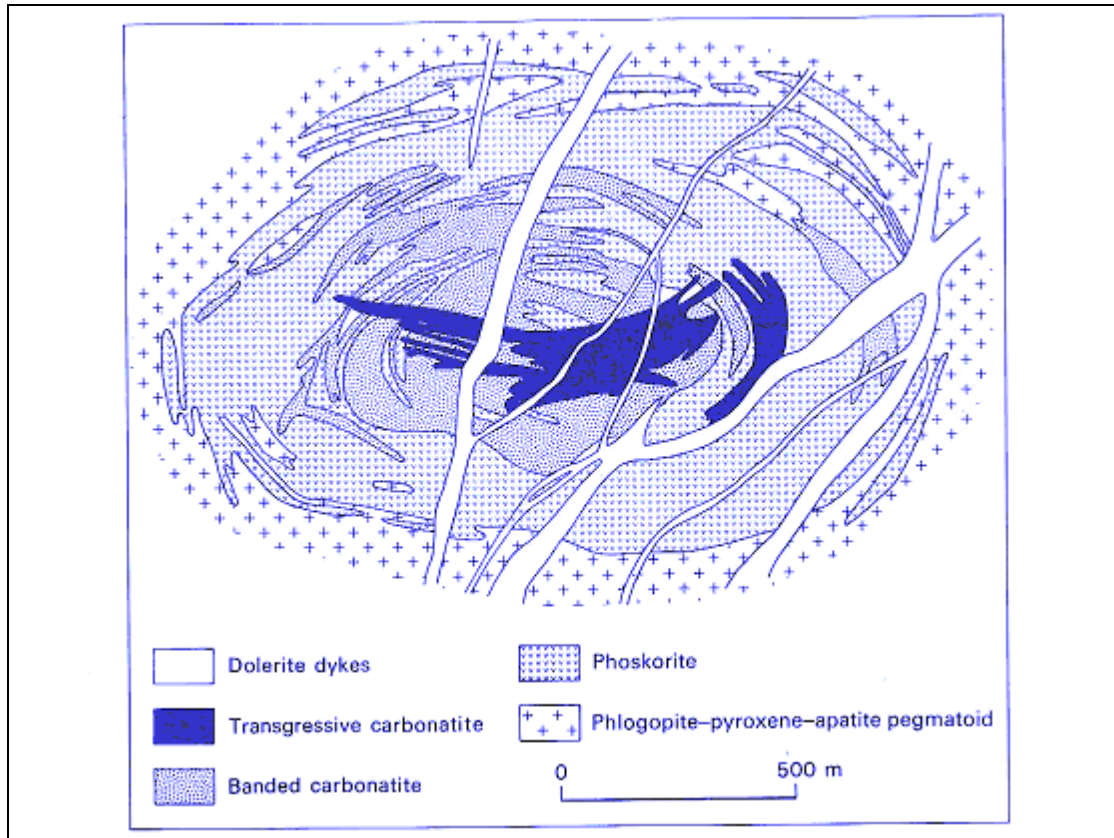 Dolerite dykes
Phoskorite
Transgressive carbonatite
Phlogopite–pyroxene–apatite pegmatoid
Banded carbonatite
0
500 m